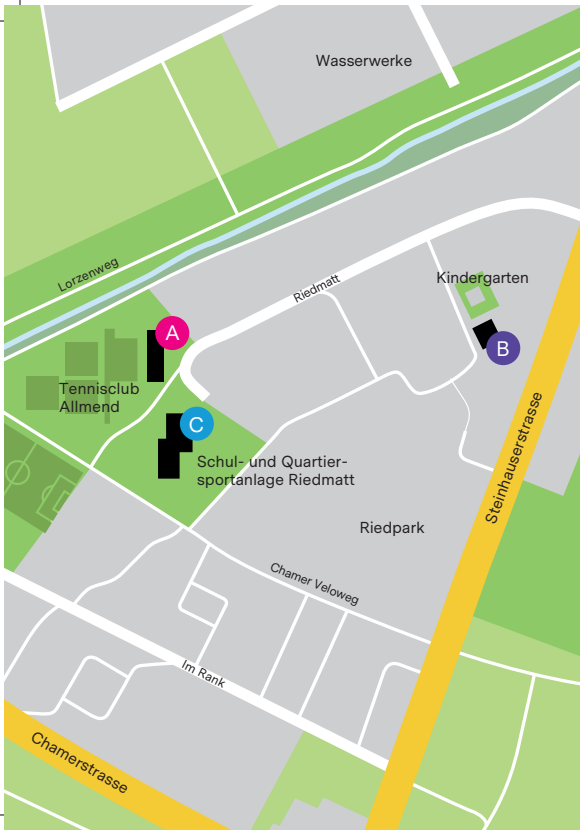 Wasserwerke
Lorzenweg
Riedmatt
Kindergarten
A
B
Tennisclub
Allmend
C
Schul- und Quartier-
sportanlage Riedmatt
Steinhauserstrasse
Riedpark
Chamer Veloweg
Im Rank
Chamerstrasse